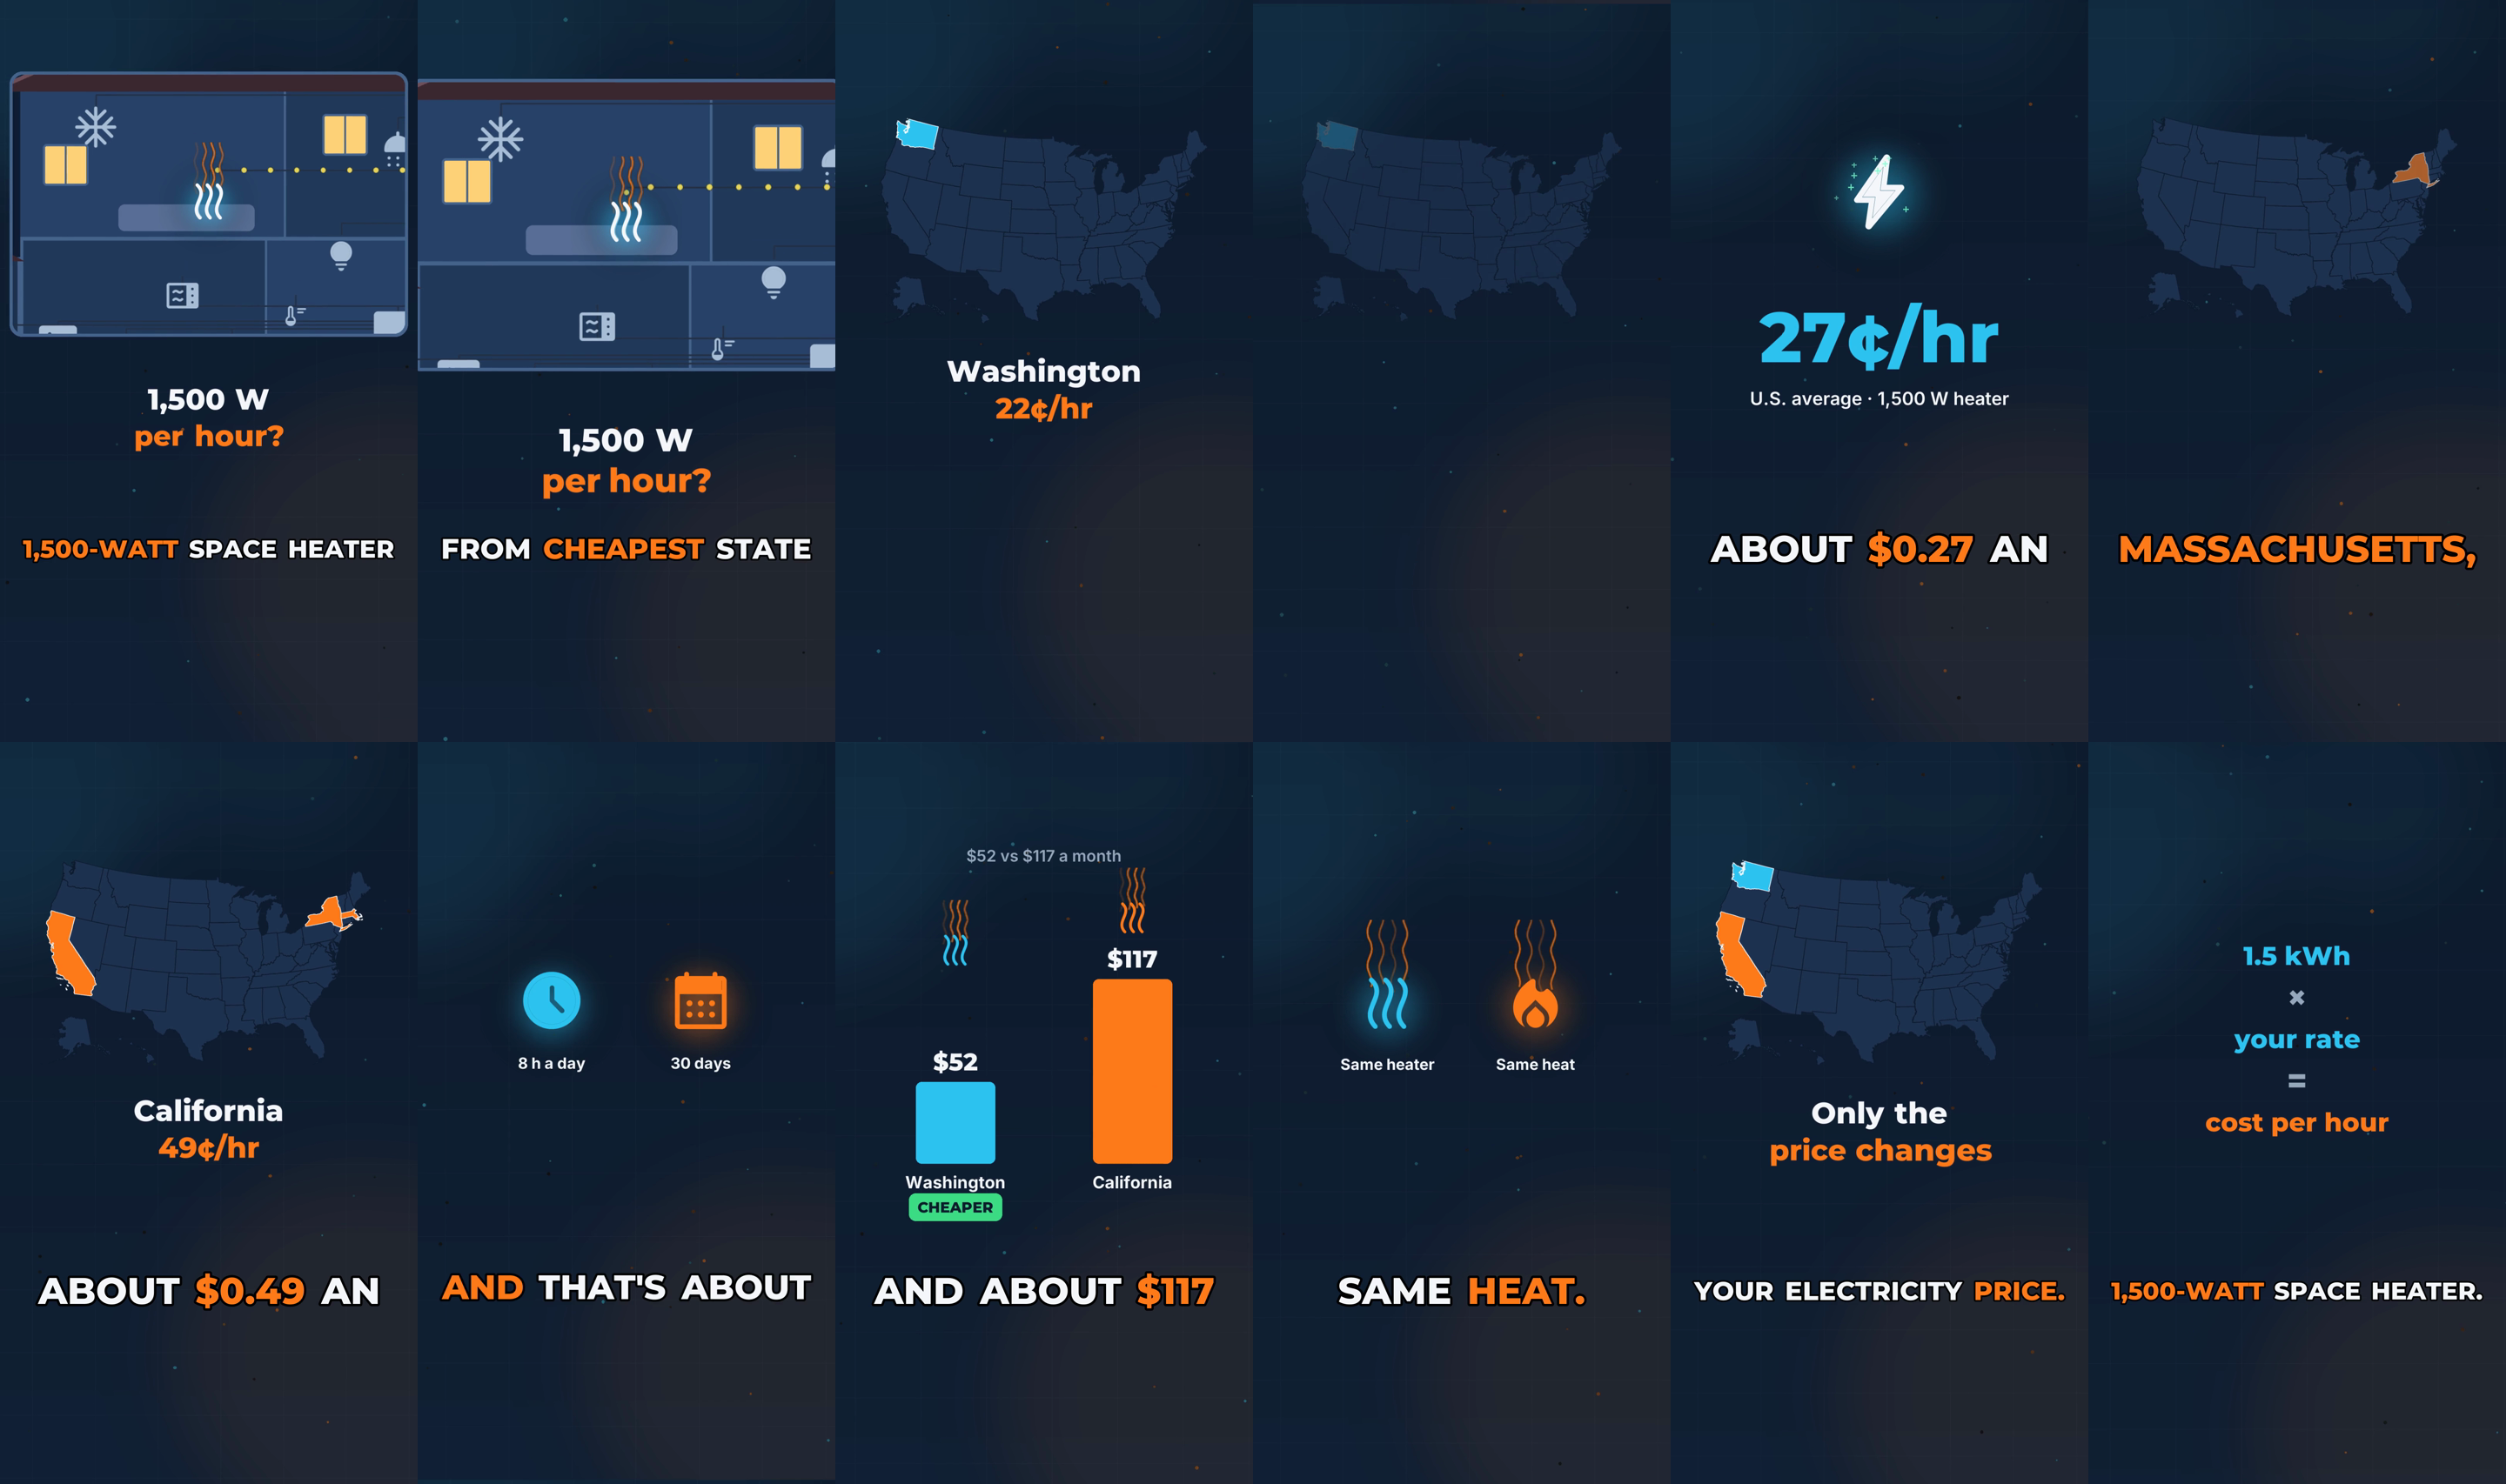 1,500 W
per hour?
1,500-WATT SPACE HEATER
1,500 W
per hour?
FROM CHEAPEST STATE
Washington
22¢/hr
27¢/hr
U.S. average · 1,500 W heater
ABOUT $0.27 AN
MASSACHUSETTS,
California
49¢/hr
ABOUT $0.49 AN
8 h a day
30 days
AND THAT'S ABOUT
$52 vs $117 a month
$117
$52
Washington
California
CHEAPER
AND ABOUT $117
Same heater
Same heat
SAME HEAT.
Only the
price changes
YOUR ELECTRICITY PRICE.
1.5 kWh
×
your rate
=
cost per hour
1,500-WATT SPACE HEATER.